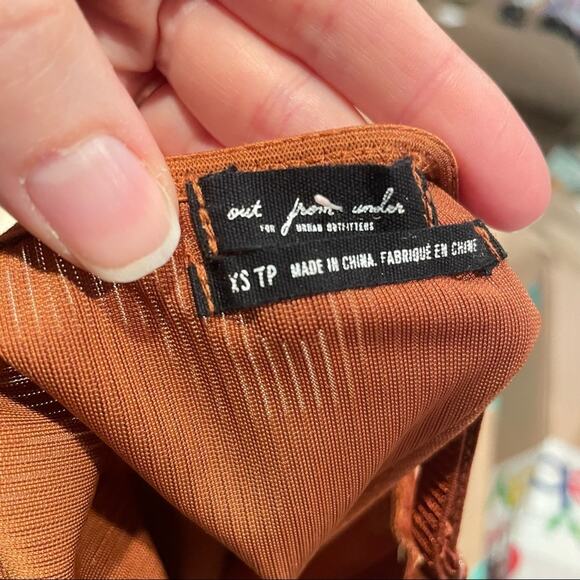 out from under
FOR URBAN OUTFITTERS
XS TP MADE IN CHINA. FABRIQUÉ EN CHINE